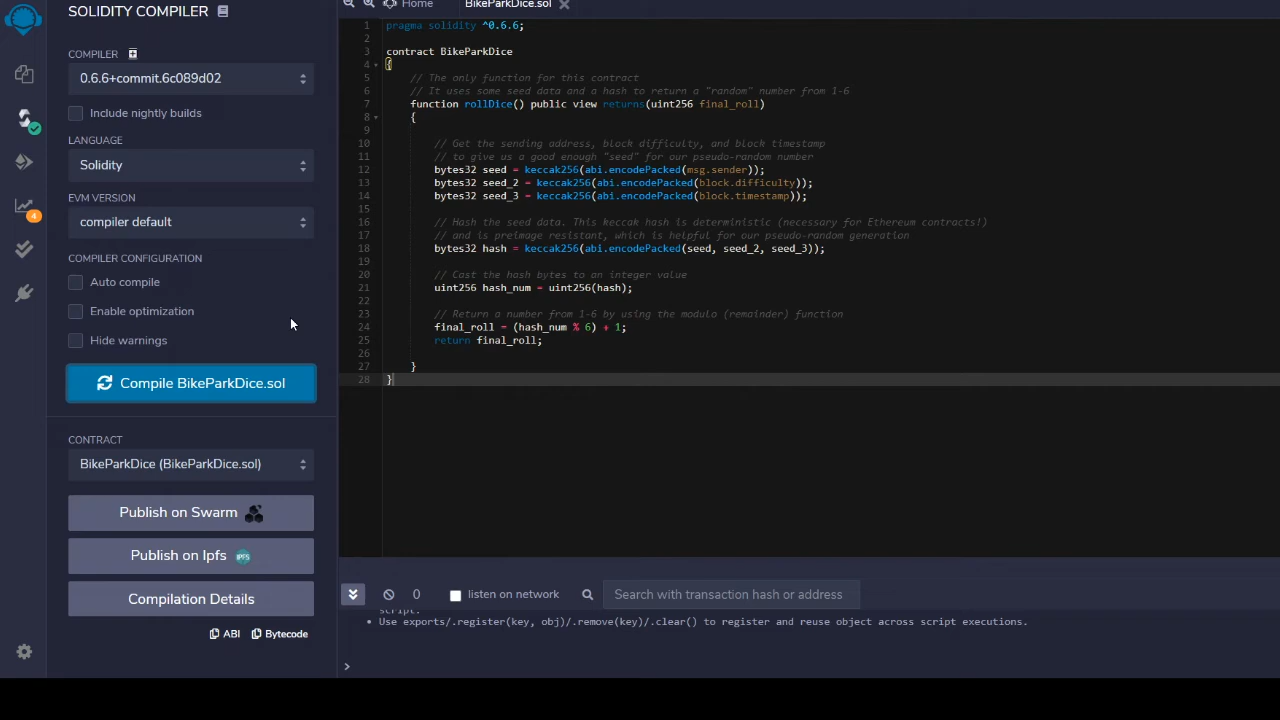 SOLIDITY COMPILER
COMPILER
0.6.6+commit.6c089d02
Include nightly builds
LANGUAGE
Solidity
EVM VERSION
compiler default
COMPILER CONFIGURATION
Auto compile
Enable optimization
Hide warnings
Compile BikeParkDice.sol
CONTRACT
BikeParkDice (BikeParkDice.sol)
Publish on Swarm
Publish on Ipfs
IPFS
Compilation Details
ABI
Bytecode
4
Home
BikeParkDice.sol
1 pragma solidity ^0.6.6;
2
3 contract BikeParkDice
4 {
5 // The only function for this contract
6 // It uses some seed data and a hash to return a "random" number from 1-6
7 function rollDice() public view returns(uint256 final_roll)
8 {
9
10 // Get the sending address, block difficulty, and block timestamp
11 // to give us a good enough "seed" for our pseudo-random number
12 bytes32 seed = keccak256(abi.encodePacked(msg.sender));
13 bytes32 seed_2 = keccak256(abi.encodePacked(block.difficulty));
14 bytes32 seed_3 = keccak256(abi.encodePacked(block.timestamp));
15
16 // Hash the seed data. This keccak hash is deterministic (necessary for Ethereum contracts!)
17 // and is preimage resistant, which is helpful for our pseudo-random generation
18 bytes32 hash = keccak256(abi.encodePacked(seed, seed_2, seed_3));
19
20 // Cast the hash bytes to an integer value
21 uint256 hash_num = uint256(hash);
22
23 // Return a number from 1-6 by using the modulo (remainder) function
24 final_roll = (hash_num % 6) + 1;
25 return final_roll;
26
27 }
28 }
0
listen on network
Search with transaction hash or address
script.
• Use exports/.register(key, obj)/.remove(key)/.clear() to register and reuse object across script executions.
>